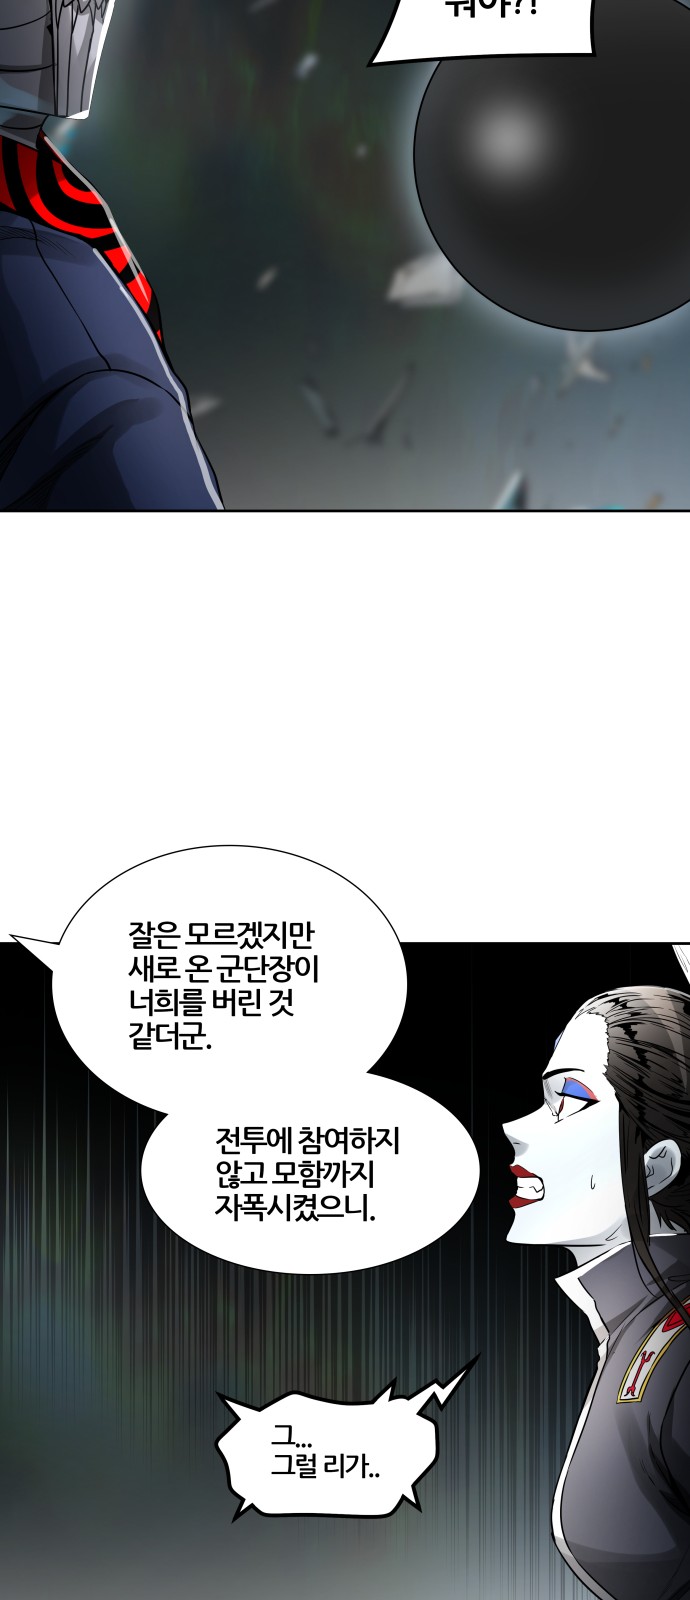 뭐야?!
잘은 모르겠지만
새로 온 군단장이
너희를 버린 것
같더군.
전투에 참여하지
않고 모함까지
자폭시켰으니.
그...
그럴 리가..